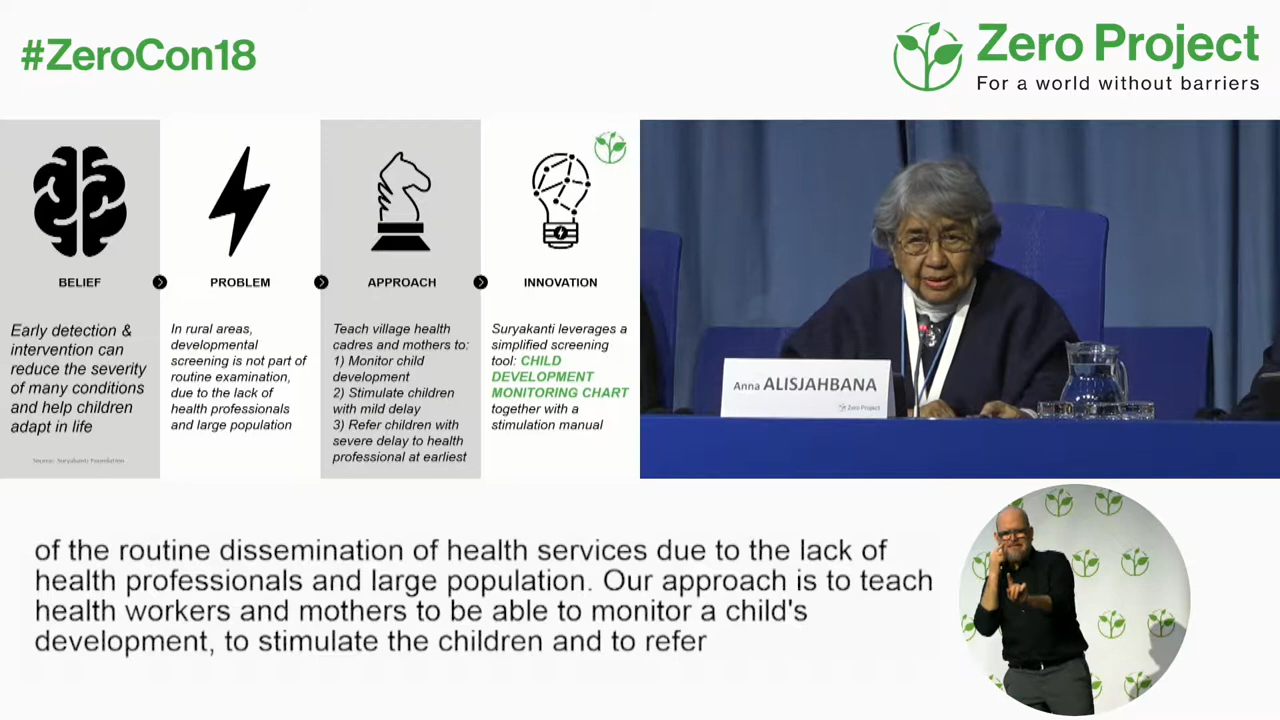 #ZeroCon18
Zero Project
For a world without barriers
BELIEF
Early detection &
intervention can
reduce the severity
of many conditions
and help children
adapt in life
Source: Suryakanti Foundation
PROBLEM
In rural areas,
developmental
screening is not part of
routine examination,
due to the lack of
health professionals
and large population
APPROACH
Teach village health
cadres and mothers to:
1) Monitor child
development
2) Stimulate children
with mild delay
3) Refer children with
severe delay to health
professional at earliest
INNOVATION
Suryakanti leverages a
simplified screening
tool: CHILD
DEVELOPMENT
MONITORING CHART
together with a
stimulation manual
Anna ALISJAHBANA
Zero Project
of the routine dissemination of health services due to the lack of
health professionals and large population. Our approach is to teach
health workers and mothers to be able to monitor a child's
development, to stimulate the children and to refer